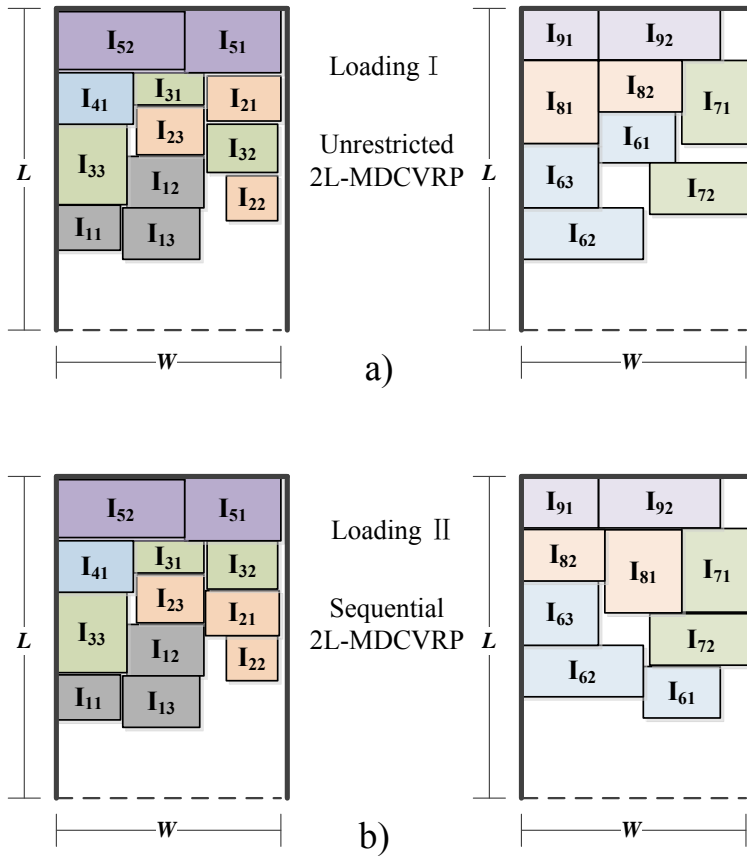 I52 I51
I41 I31 I21
I23
I33 I32
I12
I22
I11 I13
L
W
Loading I
Unrestricted
2L-MDCVRP
I91 I92
I81 I82 I71
I61
I63 I72
I62
L
W
a)
I52 I51
I41 I31 I32
I23 I21
I33
I12 I22
I11 I13
L
W
Loading II
Sequential
2L-MDCVRP
I91 I92
I82 I81 I71
I63
I72
I62 I61
L
W
b)